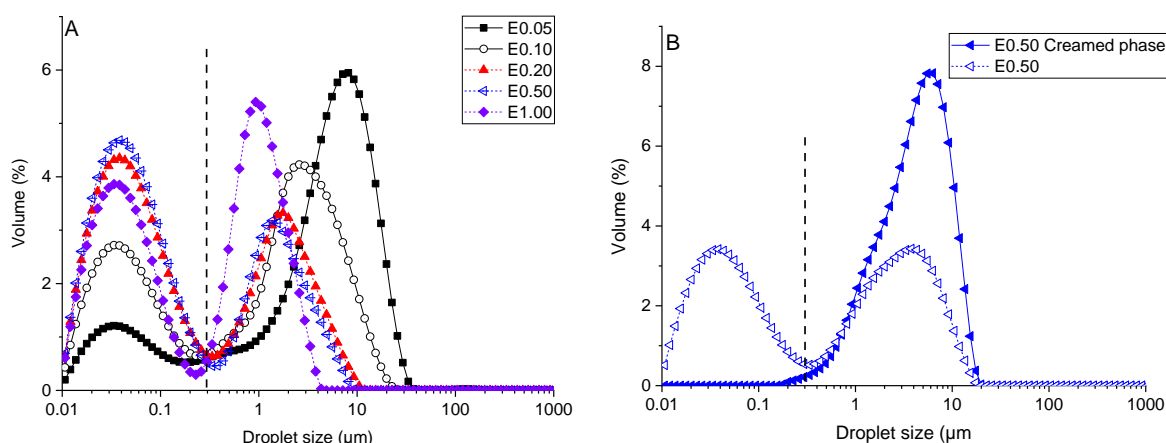 A
E0.05
E0.10
E0.20
E0.50
E1.00
6
4
2
0
Volume (%)
0.01 0.1 1 10 100 1000
Droplet size (µm)
B
E0.50 Creamed phase
E0.50
8
6
4
2
0
Volume (%)
0.01 0.1 1 10 100 1000
Droplet size (µm